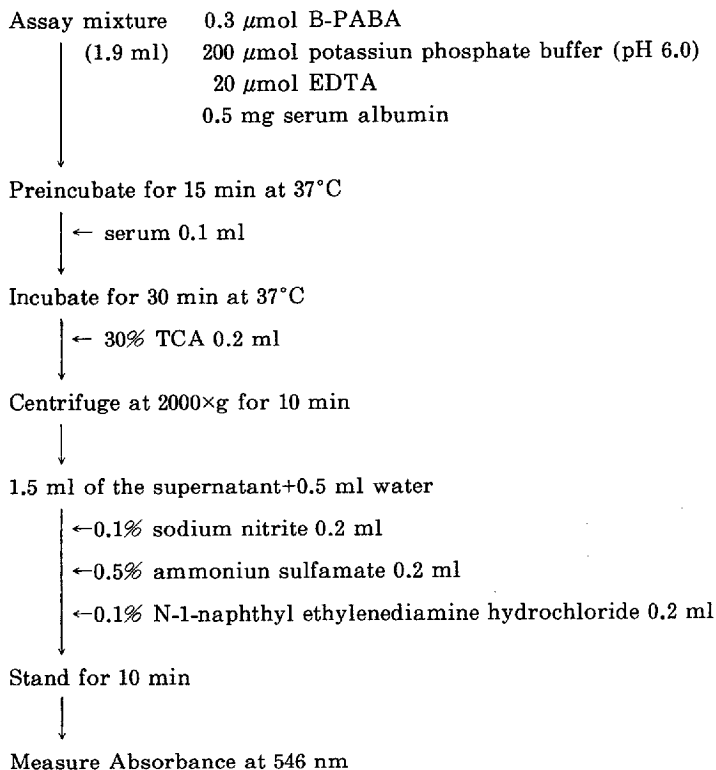 Assay mixture 0.3 μmol B-PABA
(1.9 ml) 200 μmol potassiun phosphate buffer (pH 6.0)
20 μmol EDTA
0.5 mg serum albumin
Preincubate for 15 min at 37°C
← serum 0.1 ml
Incubate for 30 min at 37°C
← 30% TCA 0.2 ml
Centrifuge at 2000×g for 10 min
1.5 ml of the supernatant+0.5 ml water
←0.1% sodium nitrite 0.2 ml
←0.5% ammoniun sulfamate 0.2 ml
←0.1% N-1-naphthyl ethylenediamine hydrochloride 0.2 ml
Stand for 10 min
Measure Absorbance at 546 nm